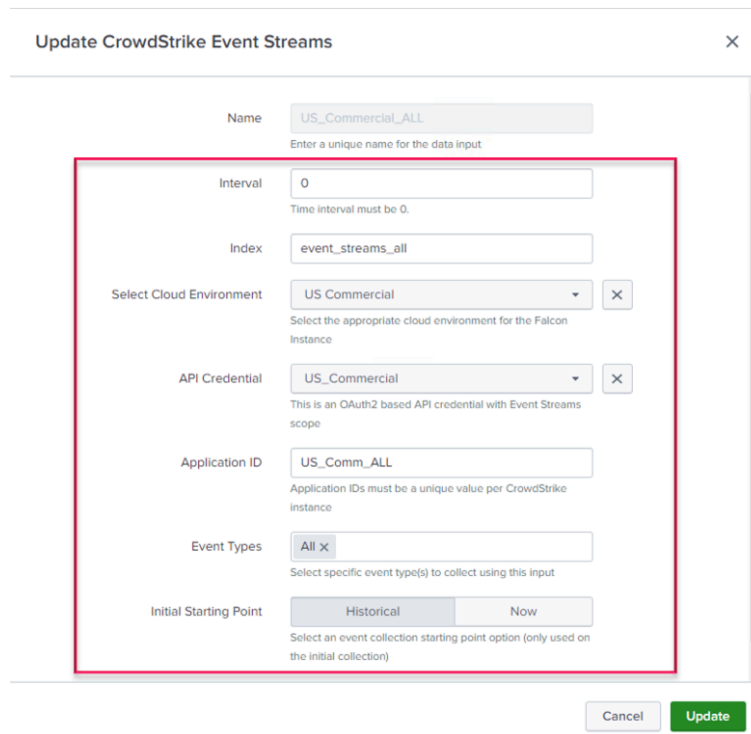 Update CrowdStrike Event Streams
Name
US_Commercial_ALL
Enter a unique name for the data input
Interval
0
Time interval must be 0.
Index
event_streams_all
Select Cloud Environment
US Commercial
Select the appropriate cloud environment for the Falcon
Instance
API Credential
US_Commercial
This is an OAuth2 based API credential with Event Streams
scope
Application ID
US_Comm_ALL
Application IDs must be a unique value per CrowdStrike
instance
Event Types
All
Select specific event type(s) to collect using this input
Initial Starting Point
Historical
Now
Select an event collection starting point option (only used on
the initial collection)
Cancel
Update